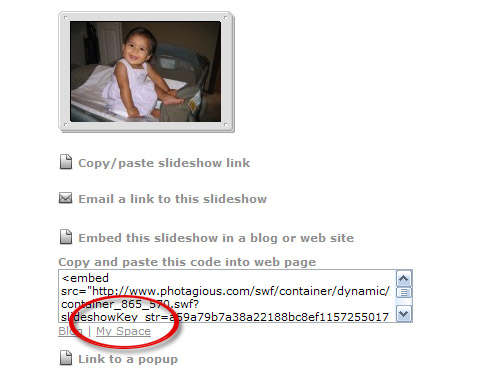 Copy/paste slideshow link
Email a link to this slideshow
Embed this slideshow in a blog or web site
Copy and paste this code into web page
<embed
src="http://www.photagious.com/swf/container/dynamic/
container_865_570.swf?
slideshowKey_str=a59a79b7a38a22188bc8ef1157255017
Blog | My Space
Link to a popup